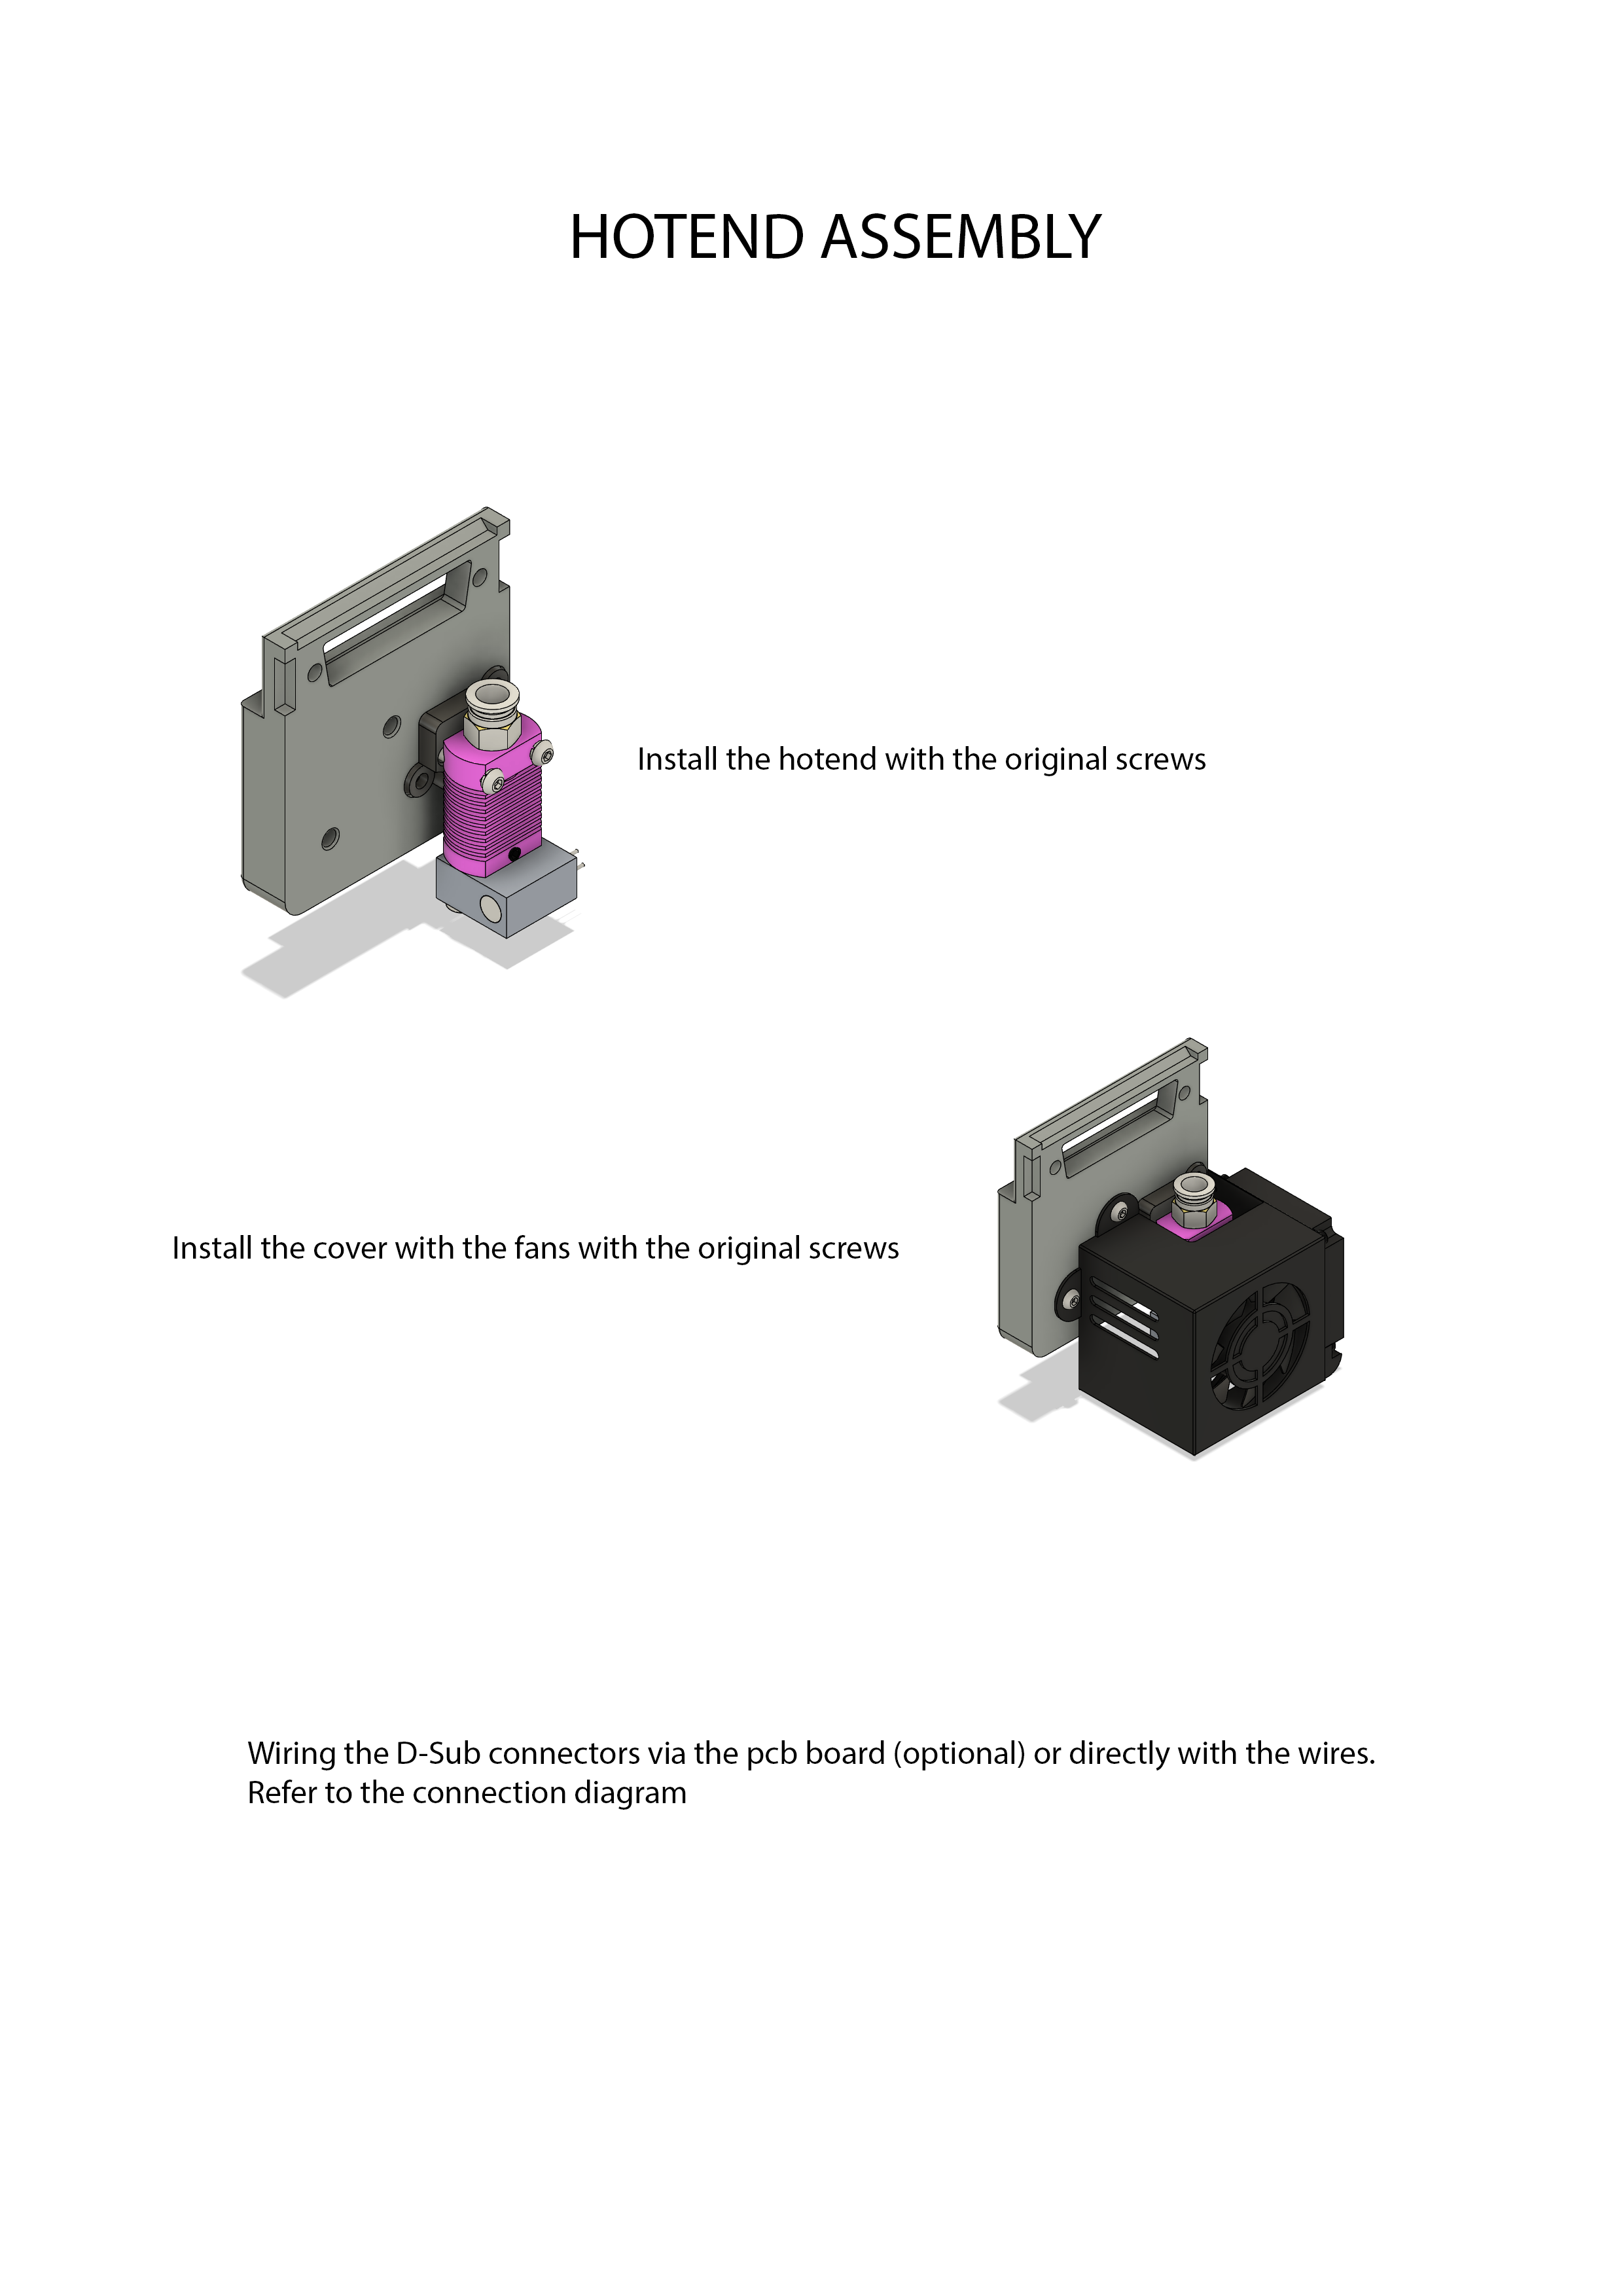 HOTEND ASSEMBLY
Install the hotend with the original screws
Install the cover with the fans with the original screws
Wiring the D-Sub connectors via the pcb board (optional) or directly with the wires.
Refer to the connection diagram